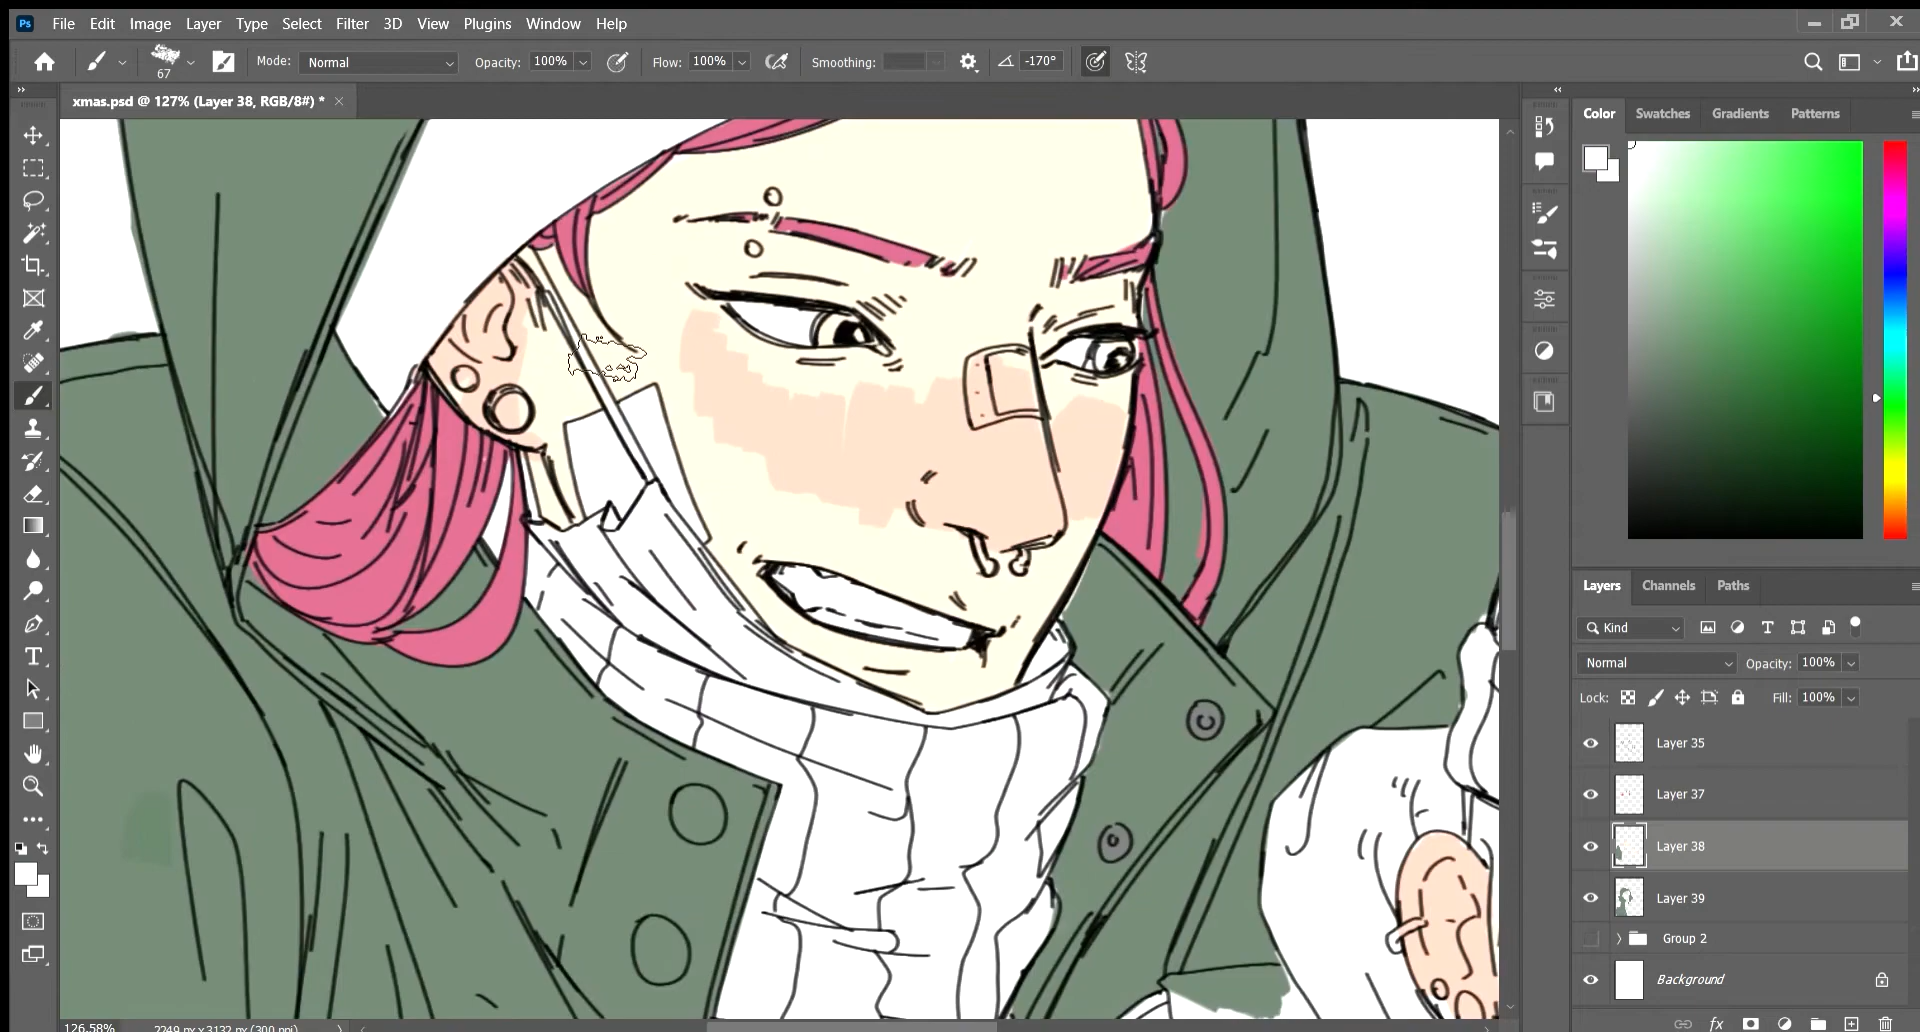 Ps File Edit Image Layer Type Select Filter 3D View Plugins Window Help
67 Mode: Normal Opacity: 100% Flow: 100% Smoothing: -170°
xmas.psd @ 127% (Layer 38, RGB/8#) *
Color Swatches Gradients Patterns
Layers Channels Paths
Kind
Normal Opacity: 100%
Lock: Fill: 100%
Layer 35
Layer 37
Layer 38
Layer 39
Group 2
Background
fx
126.58% 2249 px x 3132 px (300 ppi)